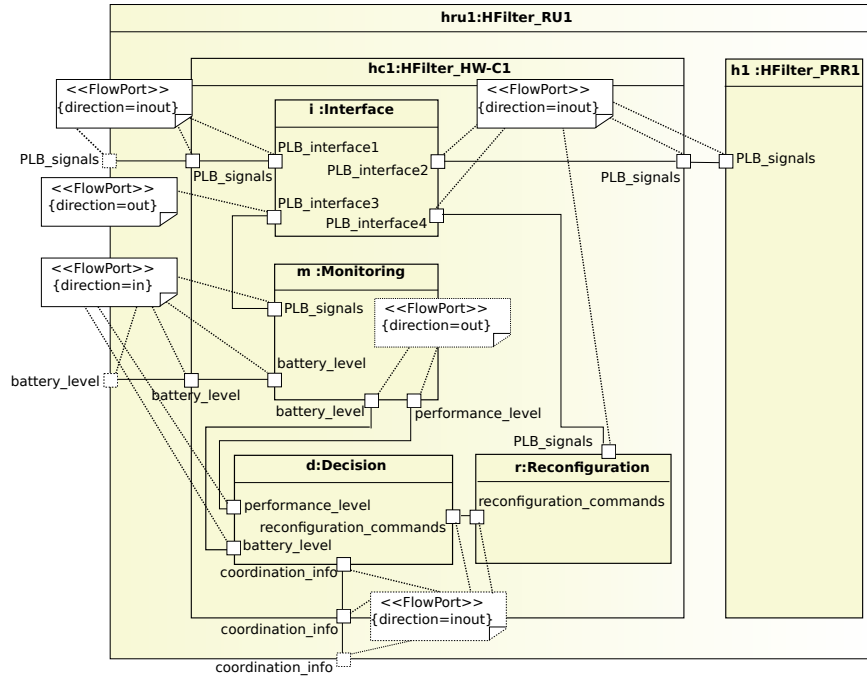 hru1:HFilter_RU1
hc1:HFilter_HW-C1
h1 :HFilter_PRR1
<<FlowPort>>
{direction=inout}
i :Interface
<<FlowPort>>
{direction=inout}
PLB_interface1
PLB_signals
PLB_signals
PLB_interface2
PLB_signals
PLB_signals
<<FlowPort>>
{direction=out}
PLB_interface3
PLB_interface4
<<FlowPort>>
{direction=in}
m :Monitoring
PLB_signals
<<FlowPort>>
{direction=out}
battery_level
battery_level
battery_level
battery_level
performance_level
PLB_signals
d:Decision
r:Reconfiguration
performance_level
reconfiguration_commands
reconfiguration_commands
battery_level
coordination_info
<<FlowPort>>
{direction=inout}
coordination_info
coordination_info